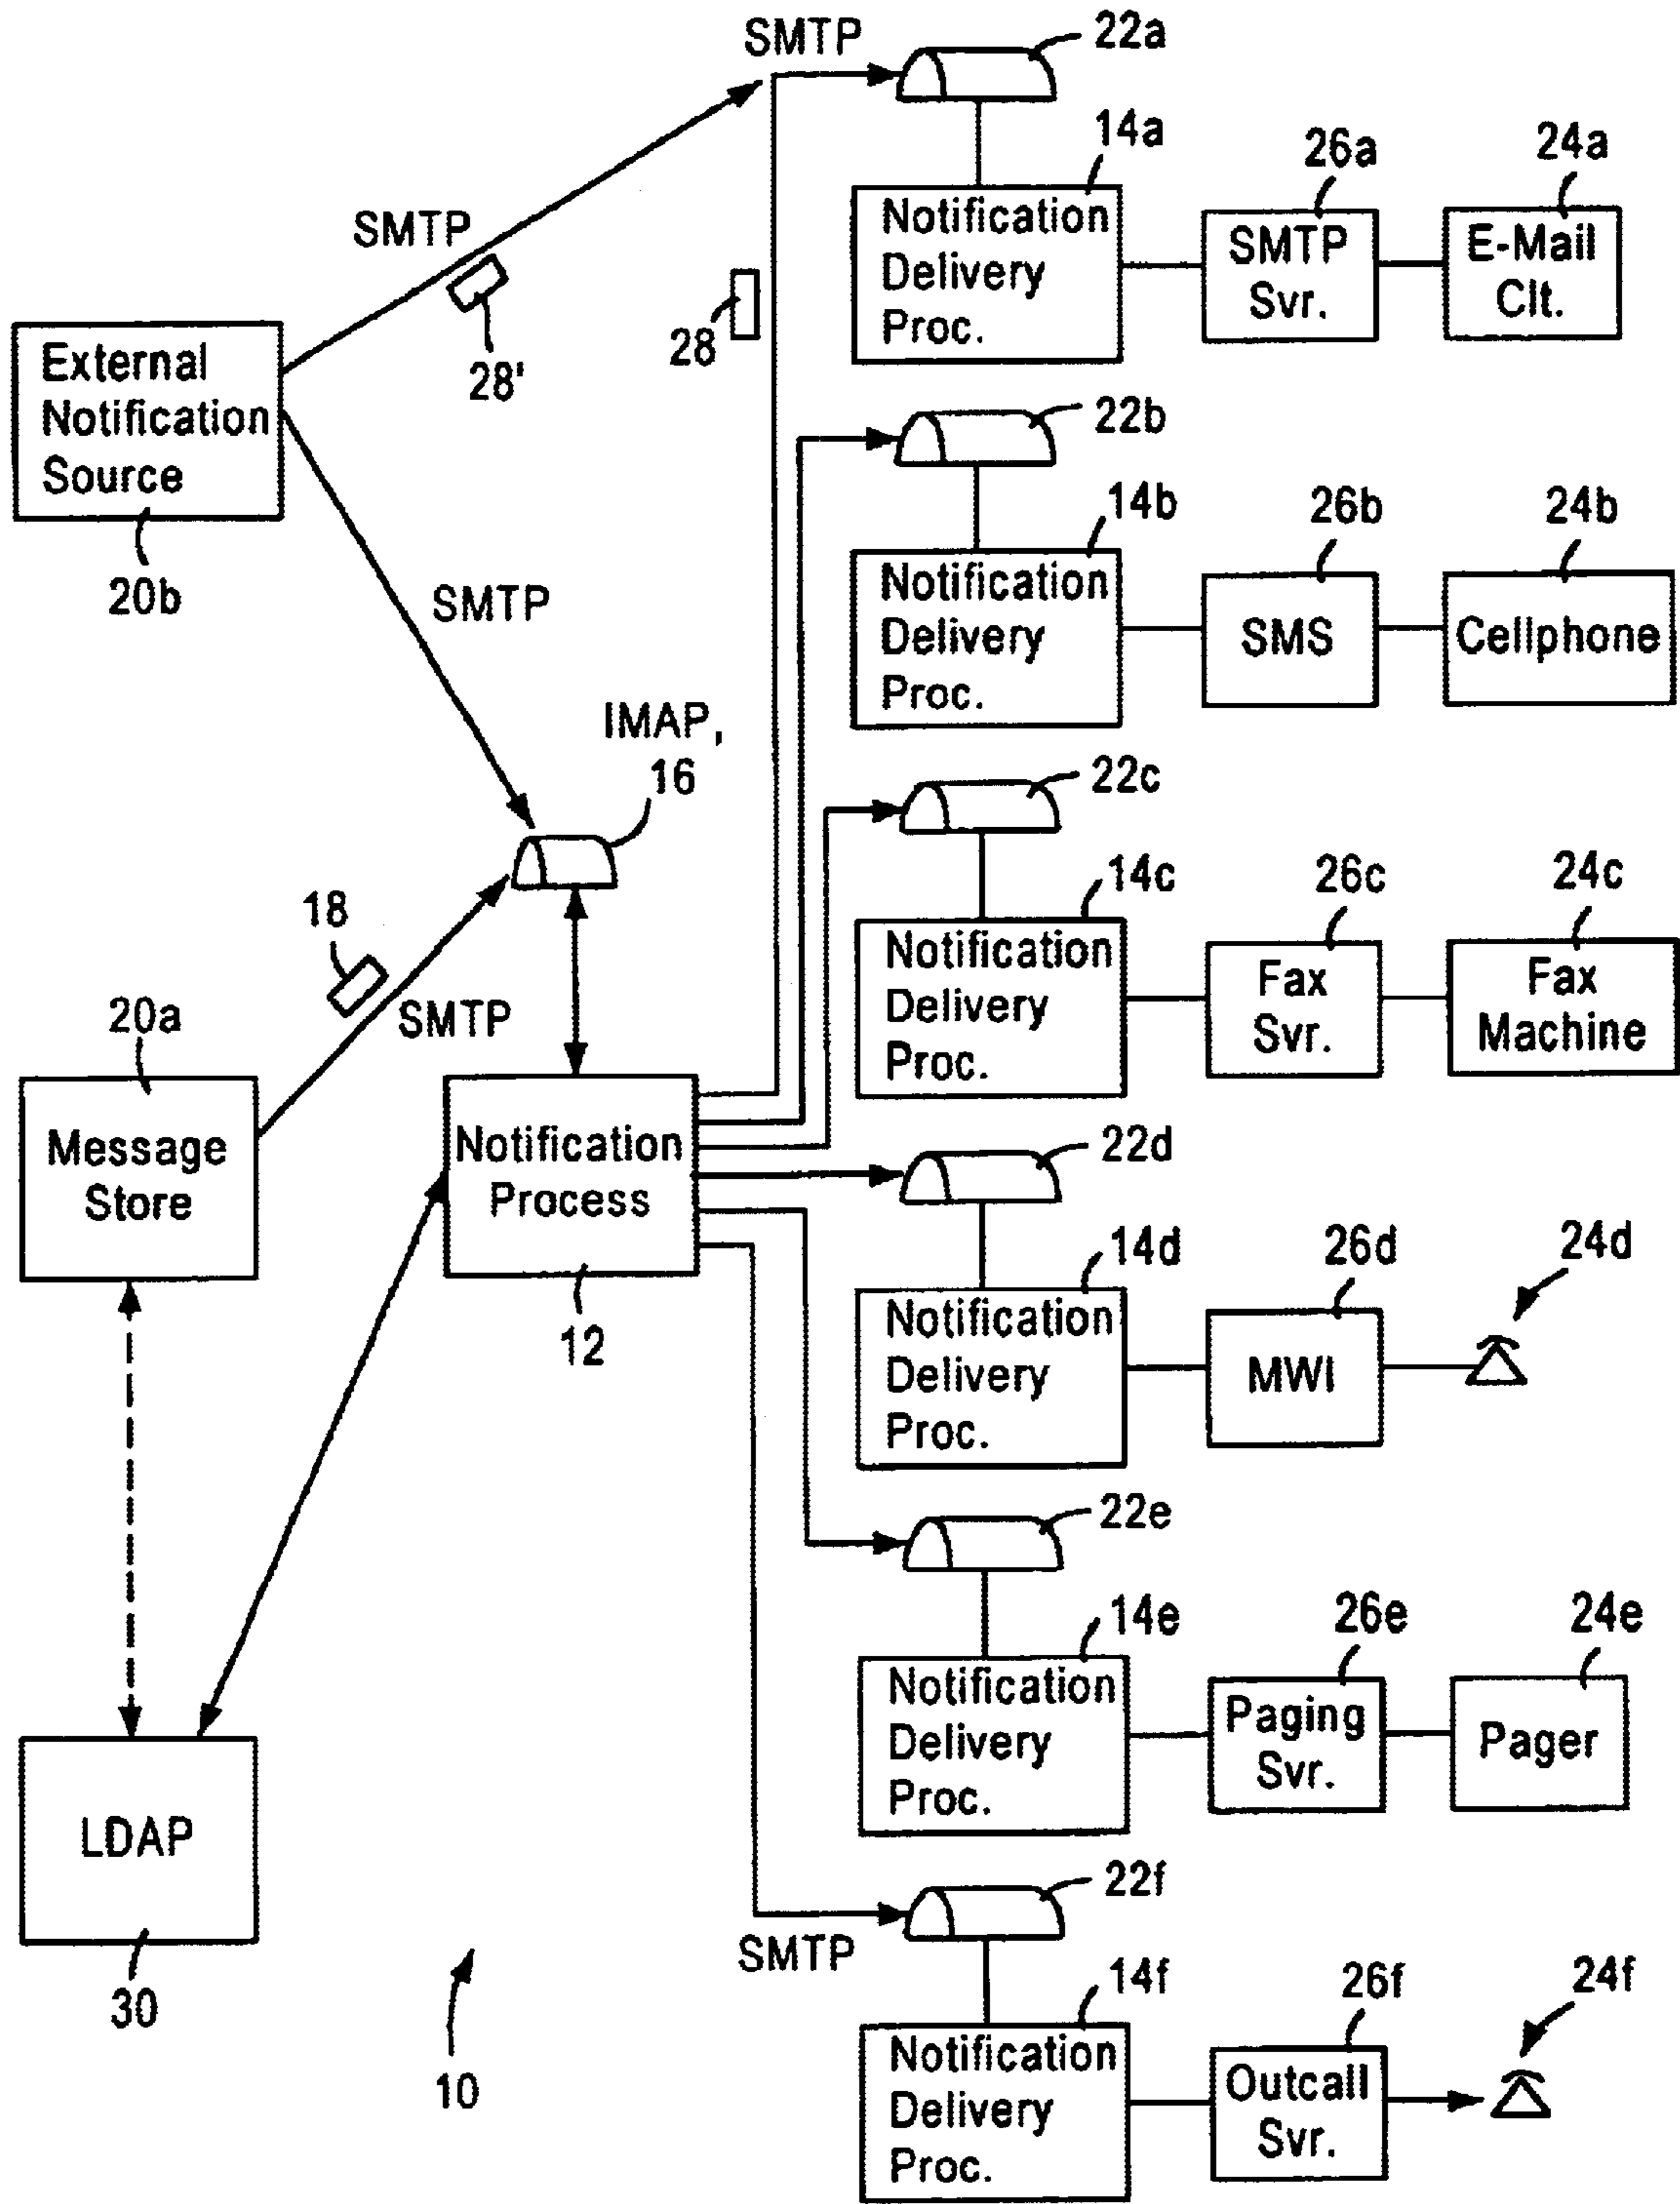 SMTP
22a
14a
26a
24a
SMTP
Notification
Delivery
Proc.
SMTP
Svr.
E-Mail
Clt.
28'
28
External
Notification
Source
20b
22b
14b
26b
24b
SMTP
Notification
Delivery
Proc.
SMS
Cellphone
IMAP,
16
22c
14c
26c
24c
18
SMTP
Notification
Delivery
Proc.
Fax
Svr.
Fax
Machine
20a
Message
Store
Notification
Process
12
22d
14d
26d
24d
Notification
Delivery
Proc.
MWI
22e
14e
26e
24e
Notification
Delivery
Proc.
Paging
Svr.
Pager
LDAP
30
10
22f
SMTP
14f
26f
24f
Notification
Delivery
Proc.
Outcall
Svr.